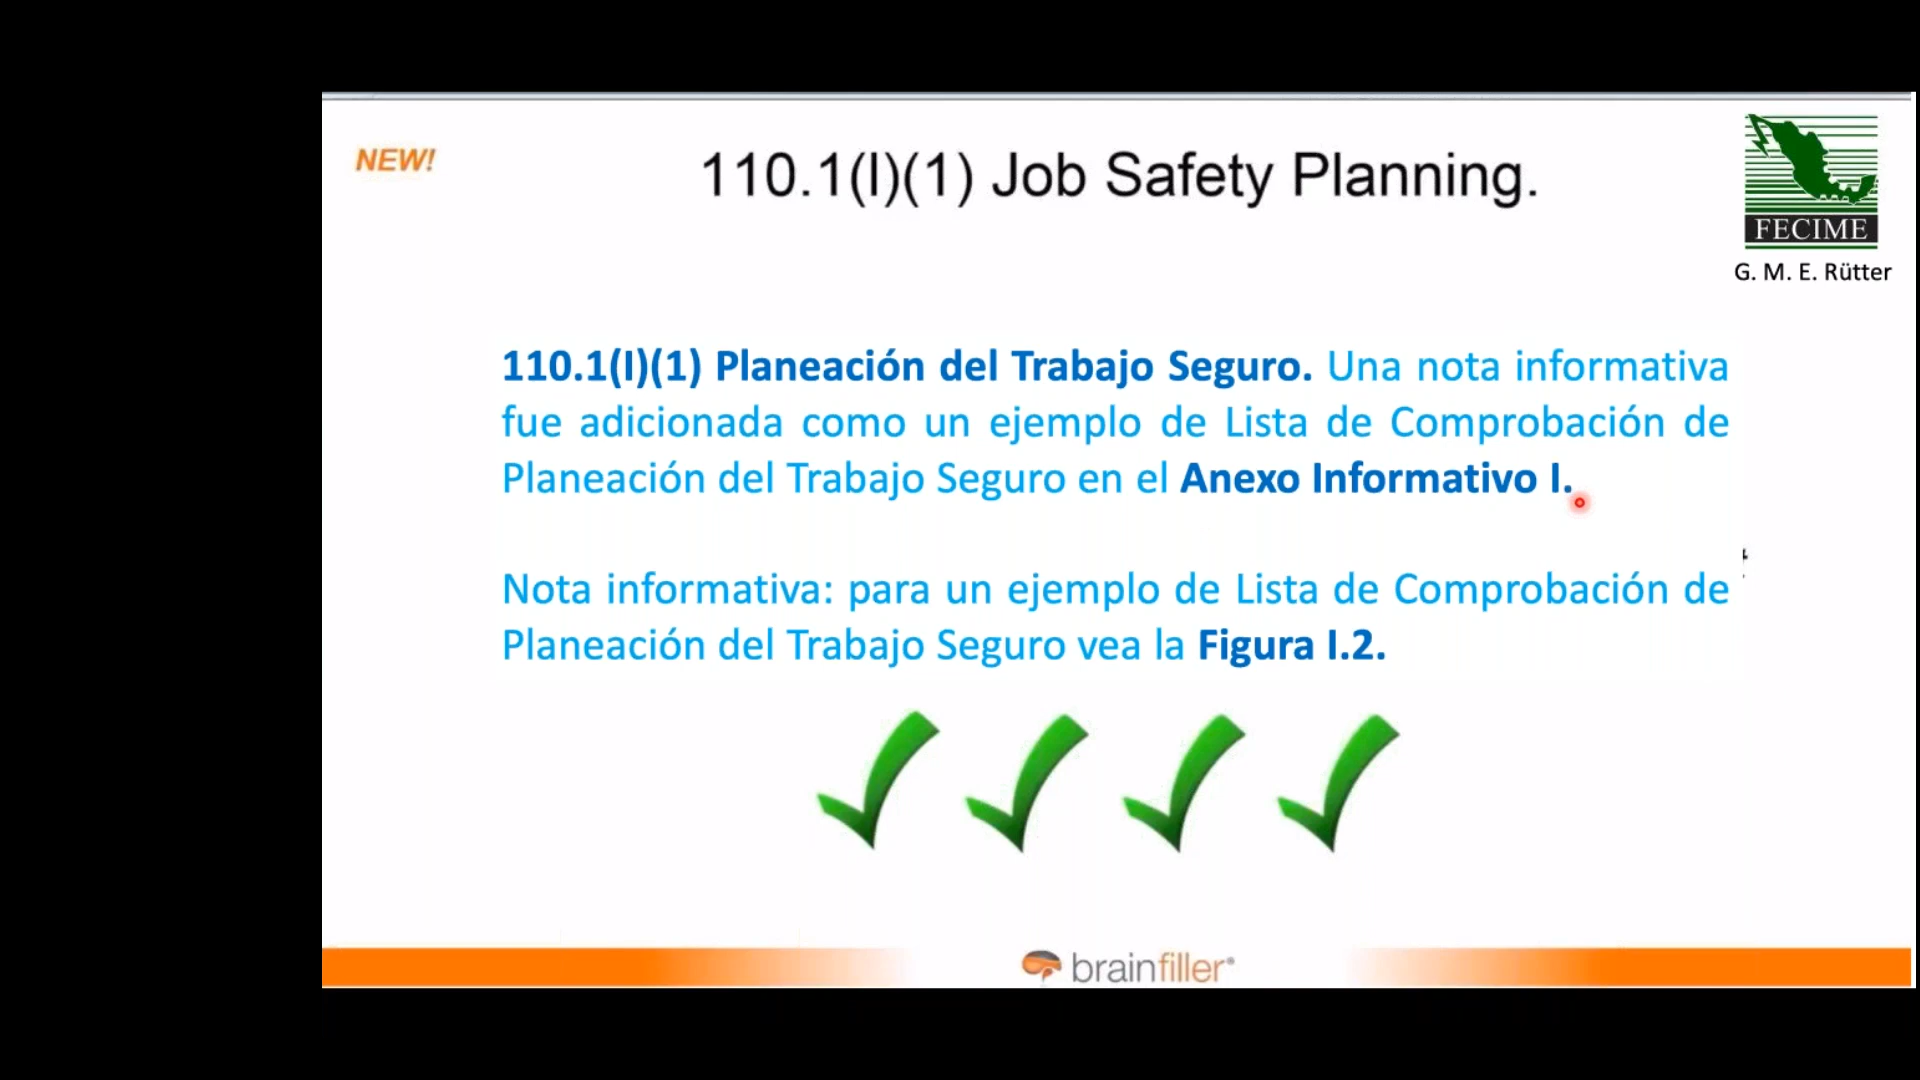 NEW!
110.1(I)(1) Job Safety Planning.
FECIME
G. M. E. Rütter
110.1(I)(1) Planeación del Trabajo Seguro. Una nota informativa
fue adicionada como un ejemplo de Lista de Comprobación de
Planeación del Trabajo Seguro en el Anexo Informativo I.
Nota informativa: para un ejemplo de Lista de Comprobación de
Planeación del Trabajo Seguro vea la Figura I.2.
brainfiller®